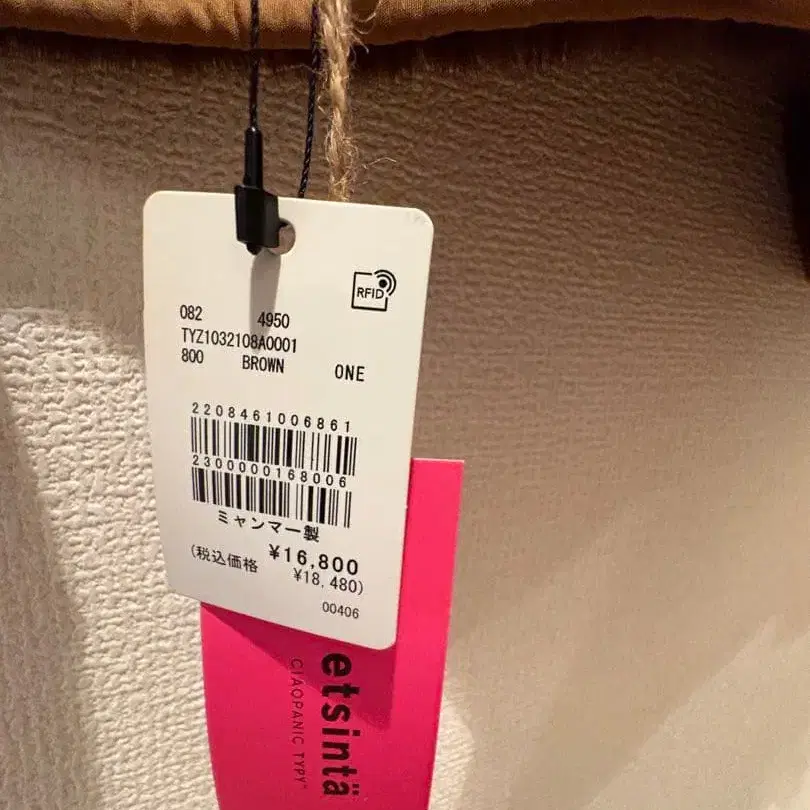 RFID
082 4950
TYZ1032108A0001
800 BROWN ONE
2208461006861
2300000168006
ミャンマー製
¥16,800
(税込価格 ¥18,480)
00406
etsintä
CIAOPANIC TYPY